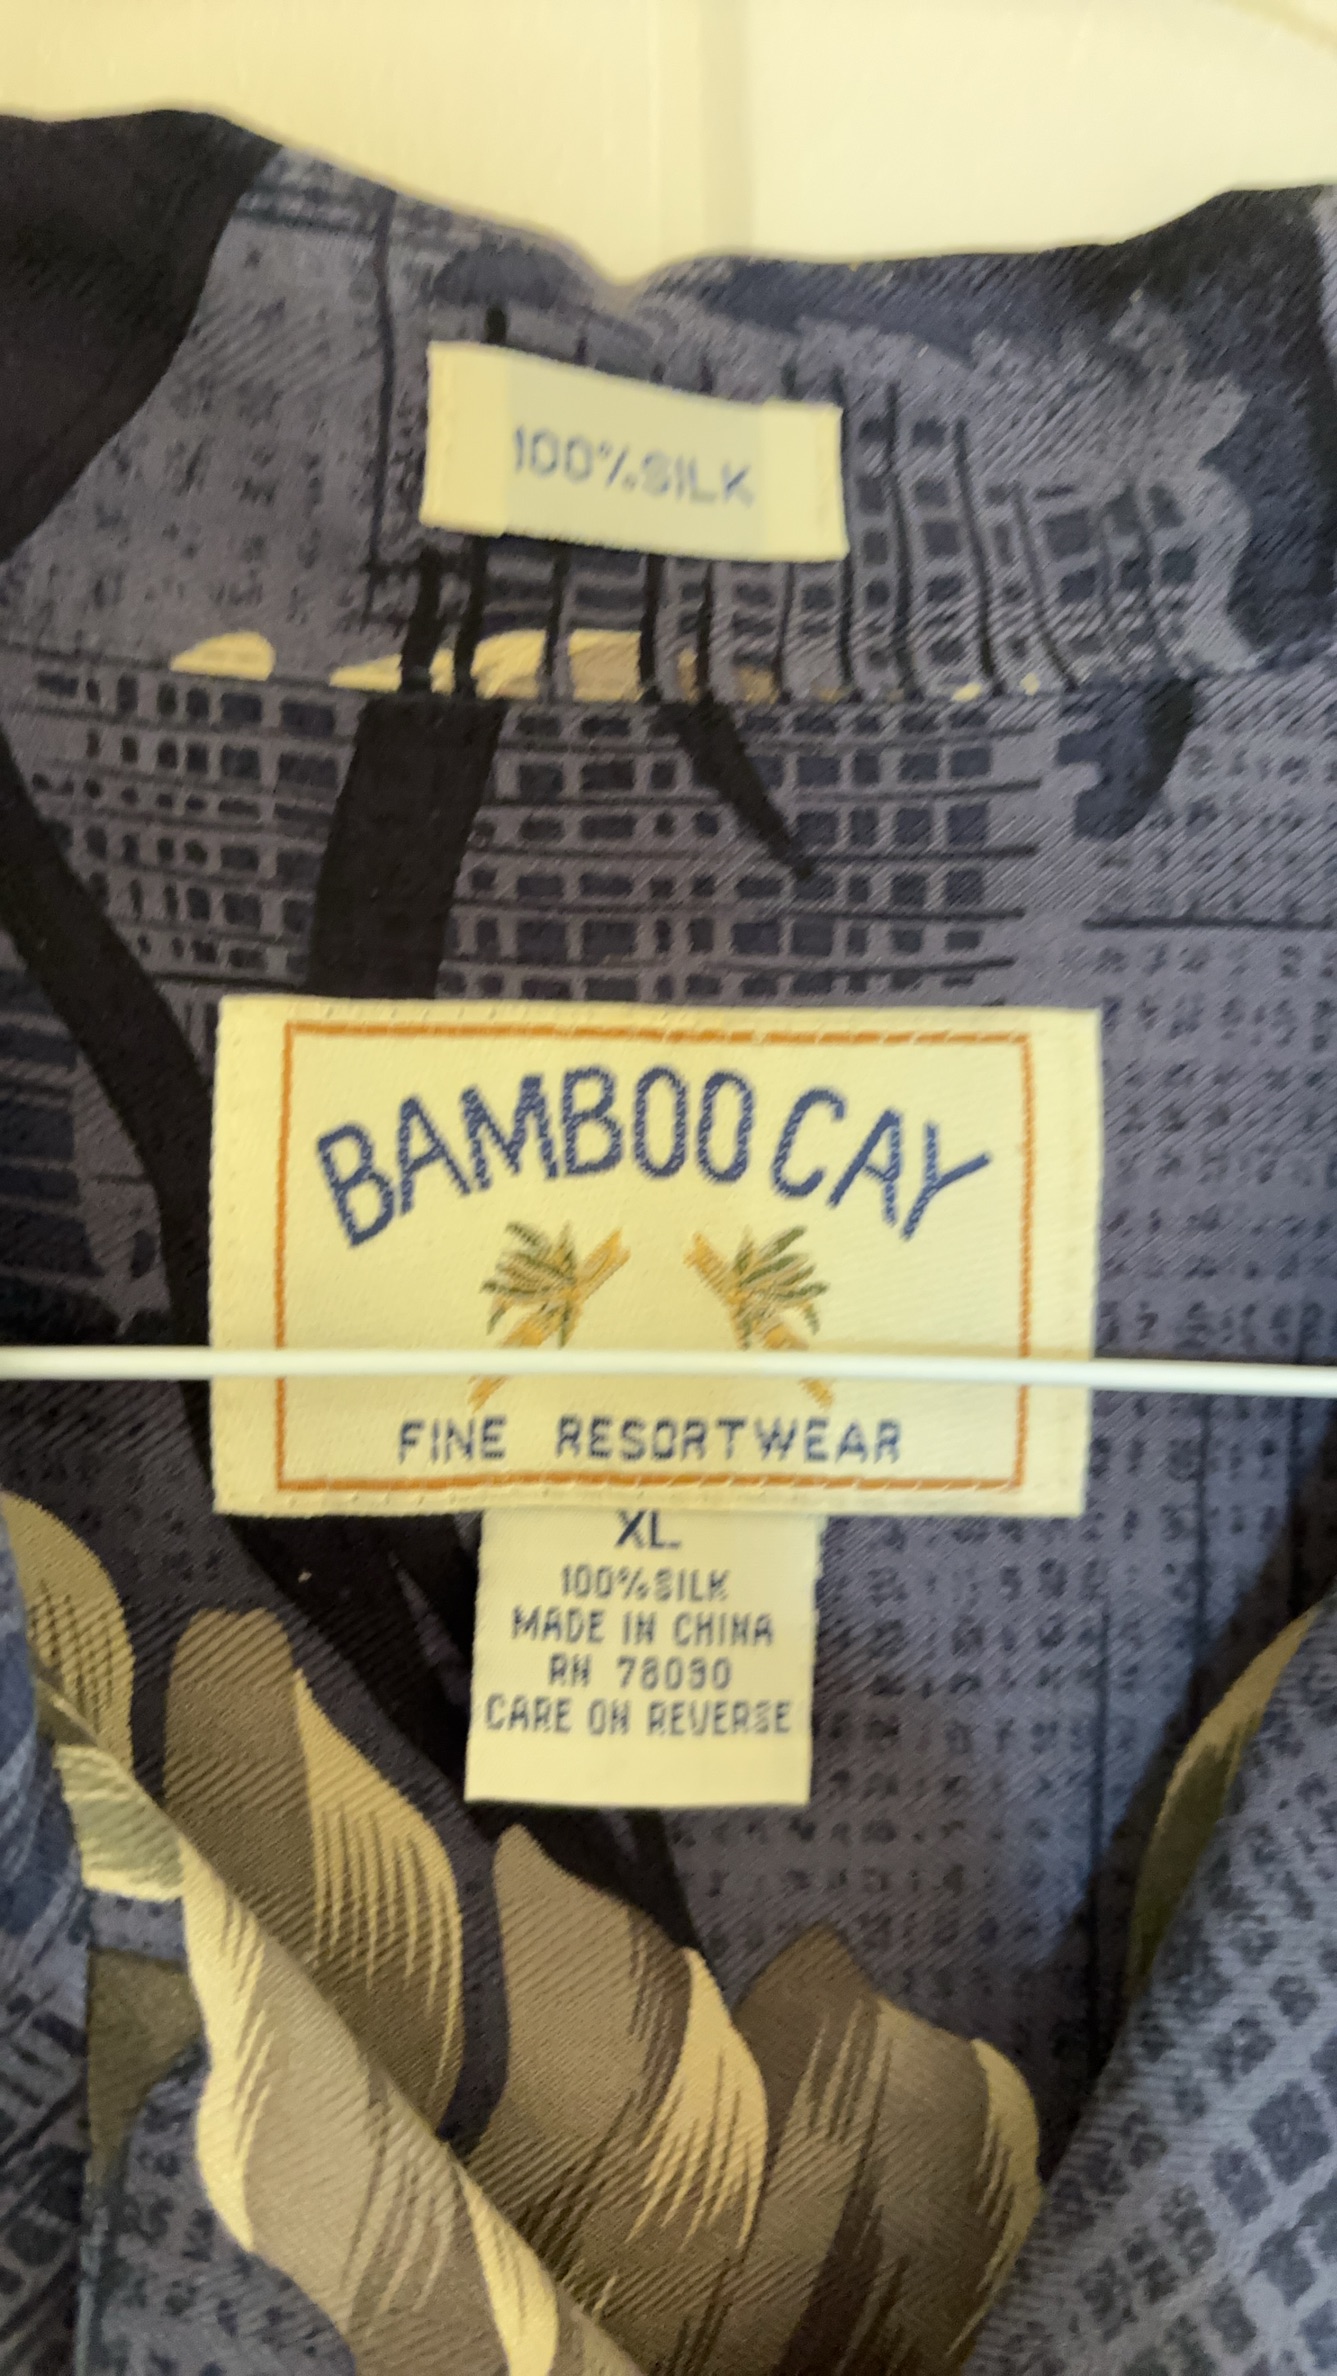 100%SILK
BAMBOO CAY
FINE RESORTWEAR
XL
100%SILK
MADE IN CHINA
RN 78090
CARE ON REVERSE